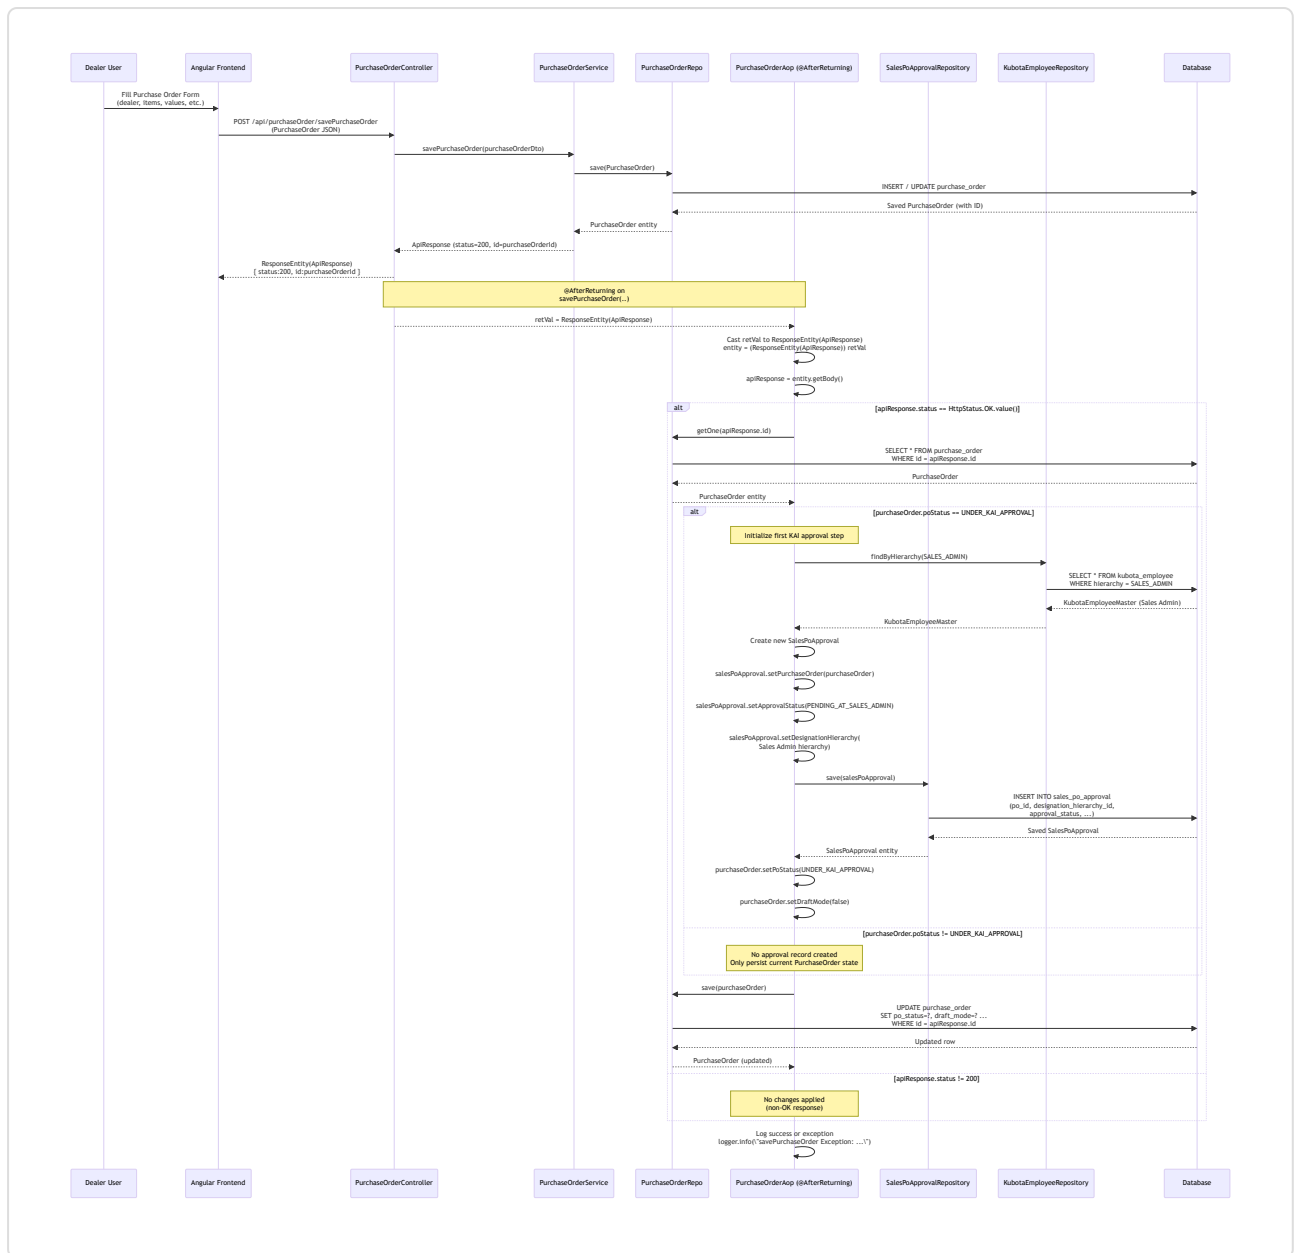 Dealer User
Angular Frontend
PurchaseOrderController
PurchaseOrderService
PurchaseOrderRepo
PurchaseOrderAop (@AfterReturning)
SalesPoApprovalRepository
KubotaEmployeeRepository
Database
Fill Purchase Order Form
(dealer, items, values, etc.)
POST /api/purchaseOrder/savePurchaseOrder
(PurchaseOrder JSON)
savePurchaseOrder(purchaseOrderDto)
save(PurchaseOrder)
INSERT / UPDATE purchase_order
Saved PurchaseOrder (with ID)
PurchaseOrder entity
ApiResponse (status=200, id=purchaseOrderId)
ResponseEntity(ApiResponse)
[ status:200, id:purchaseOrderId ]
@AfterReturning on
savePurchaseOrder(...)
retVal = ResponseEntity(ApiResponse)
Cast retVal to ResponseEntity(ApiResponse)
entity = (ResponseEntity(ApiResponse)) retVal
apiResponse = entity.getBody()
alt
[apiResponse.status == HttpStatus.OK.value()]
getOne(apiResponse.id)
SELECT * FROM purchase_order
WHERE id = apiResponse.id
PurchaseOrder
PurchaseOrder entity
alt
[purchaseOrder.poStatus == UNDER_KAI_APPROVAL]
Initialize first KAI approval step
findByHierarchy(SALES_ADMIN)
SELECT * FROM kubota_employee
WHERE hierarchy = SALES_ADMIN
KubotaEmployeeMaster (Sales Admin)
KubotaEmployeeMaster
Create new SalesPoApproval
salesPoApproval.setPurchaseOrder(purchaseOrder)
salesPoApproval.setApprovalStatus(PENDING_AT_SALES_ADMIN)
salesPoApproval.setDesignationHierarchy(
Sales Admin hierarchy)
save(salesPoApproval)
INSERT INTO sales_po_approval
(po_id, designation_hierarchy_id,
approval_status, ...)
Saved SalesPoApproval
SalesPoApproval entity
purchaseOrder.setPoStatus(UNDER_KAI_APPROVAL)
purchaseOrder.setDraftMode(false)
[purchaseOrder.poStatus != UNDER_KAI_APPROVAL]
No approval record created
Only persist current PurchaseOrder state
save(purchaseOrder)
UPDATE purchase_order
SET po_status=?, draft_mode=? ...
WHERE id = apiResponse.id
Updated row
PurchaseOrder (updated)
[apiResponse.status != 200]
No changes applied
(non-OK response)
Log success or exception
logger.info(\"savePurchaseOrder Exception: ...\")
Dealer User
Angular Frontend
PurchaseOrderController
PurchaseOrderService
PurchaseOrderRepo
PurchaseOrderAop (@AfterReturning)
SalesPoApprovalRepository
KubotaEmployeeRepository
Database